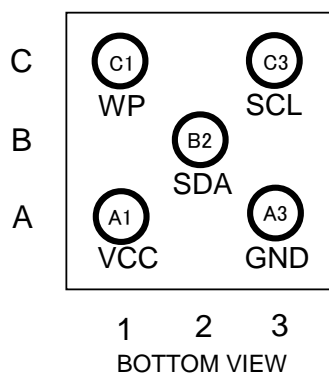 C C1 C3
WP SCL
B B2
SDA
A A1 A3
VCC GND
1 2 3
BOTTOM VIEW